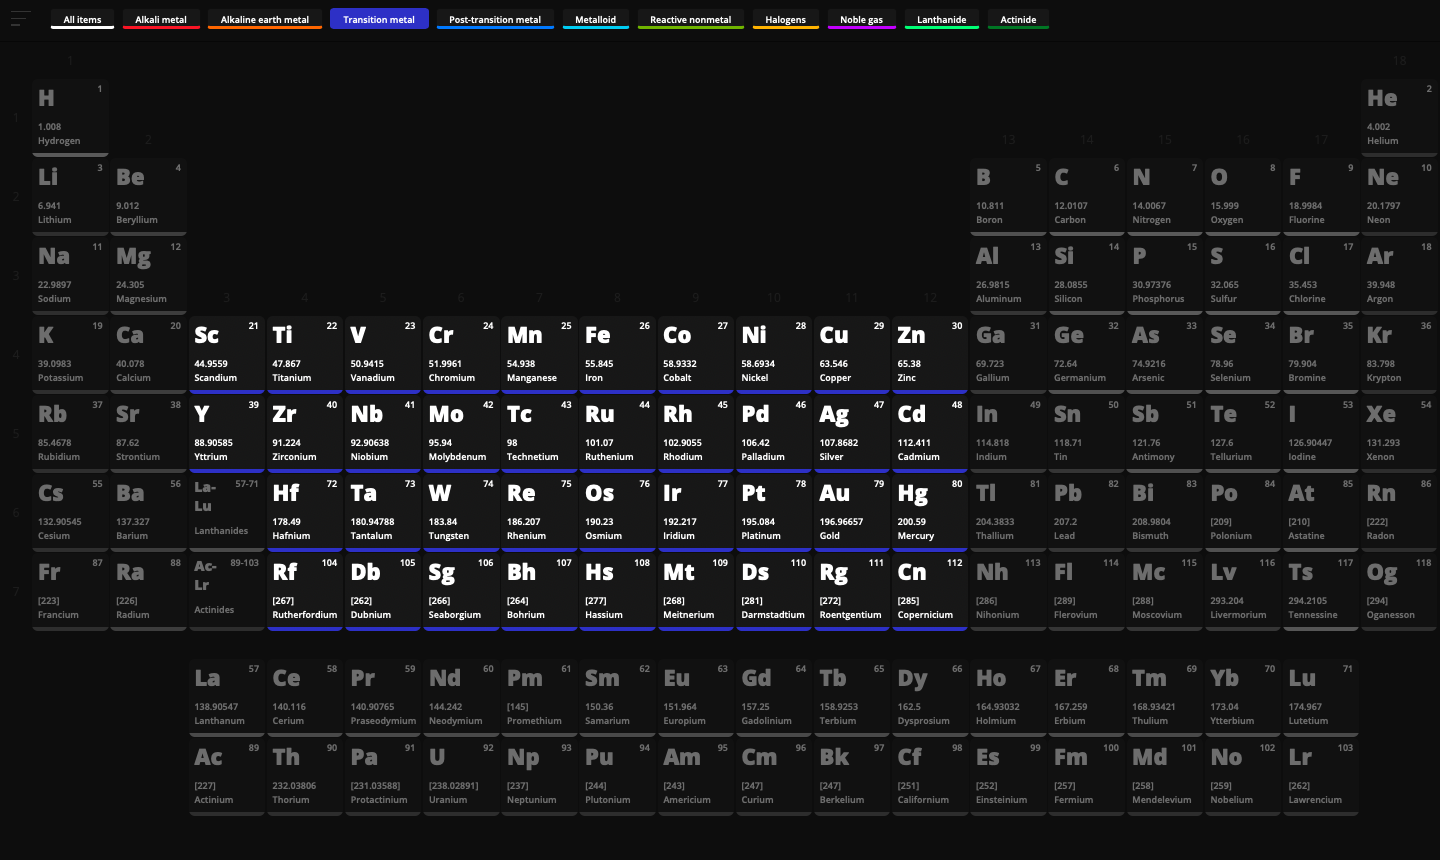 All items Alkali metal Alkaline earth metal Transition metal Post-transition metal Metalloid Reactive nonmetal Halogens Noble gas Lanthanide Actinide
1 18
1 H 1 He 2
1.008 4.002
Hydrogen Helium
2 13 14 15 16 17
2 Li 3 Be 4 B 5 C 6 N 7 O 8 F 9 Ne 10
6.941 9.012 10.811 12.0107 14.0067 15.999 18.9984 20.1797
Lithium Beryllium Boron Carbon Nitrogen Oxygen Fluorine Neon
3 Na 11 Mg 12 Al 13 Si 14 P 15 S 16 Cl 17 Ar 18
22.9897 24.305 26.9815 28.0855 30.97376 32.065 35.453 39.948
Sodium Magnesium Aluminum Silicon Phosphorus Sulfur Chlorine Argon
3 4 5 6 7 8 9 10 11 12
4 K 19 Ca 20 Sc 21 Ti 22 V 23 Cr 24 Mn 25 Fe 26 Co 27 Ni 28 Cu 29 Zn 30 Ga 31 Ge 32 As 33 Se 34 Br 35 Kr 36
39.0983 40.078 44.9559 47.867 50.9415 51.9961 54.938 55.845 58.9332 58.6934 63.546 65.38 69.723 72.64 74.9216 78.96 79.904 83.798
Potassium Calcium Scandium Titanium Vanadium Chromium Manganese Iron Cobalt Nickel Copper Zinc Gallium Germanium Arsenic Selenium Bromine Krypton
5 Rb 37 Sr 38 Y 39 Zr 40 Nb 41 Mo 42 Tc 43 Ru 44 Rh 45 Pd 46 Ag 47 Cd 48 In 49 Sn 50 Sb 51 Te 52 I 53 Xe 54
85.4678 87.62 88.90585 91.224 92.90638 95.94 98 101.07 102.9055 106.42 107.8682 112.411 114.818 118.71 121.76 127.6 126.90447 131.293
Rubidium Strontium Yttrium Zirconium Niobium Molybdenum Technetium Ruthenium Rhodium Palladium Silver Cadmium Indium Tin Antimony Tellurium Iodine Xenon
6 Cs 55 Ba 56 La-Lu 57-71 Hf 72 Ta 73 W 74 Re 75 Os 76 Ir 77 Pt 78 Au 79 Hg 80 Tl 81 Pb 82 Bi 83 Po 84 At 85 Rn 86
132.90545 137.327 Lanthanides 178.49 180.94788 183.84 186.207 190.23 192.217 195.084 196.96657 200.59 204.3833 207.2 208.9804 [209] [210] [222]
Cesium Barium Hafnium Tantalum Tungsten Rhenium Osmium Iridium Platinum Gold Mercury Thallium Lead Bismuth Polonium Astatine Radon
7 Fr 87 Ra 88 Ac-Lr 89-103 Rf 104 Db 105 Sg 106 Bh 107 Hs 108 Mt 109 Ds 110 Rg 111 Cn 112 Nh 113 Fl 114 Mc 115 Lv 116 Ts 117 Og 118
[223] [226] Actinides [267] [262] [266] [264] [277] [268] [281] [272] [285] [286] [289] [288] 293.204 294.2105 [294]
Francium Radium Rutherfordium Dubnium Seaborgium Bohrium Hassium Meitnerium Darmstadtium Roentgentium Copernicium Nihonium Flerovium Moscovium Livermorium Tennessine Oganesson
La 57 Ce 58 Pr 59 Nd 60 Pm 61 Sm 62 Eu 63 Gd 64 Tb 65 Dy 66 Ho 67 Er 68 Tm 69 Yb 70 Lu 71
138.90547 140.116 140.90765 144.242 [145] 150.36 151.964 157.25 158.9253 162.5 164.93032 167.259 168.93421 173.04 174.967
Lanthanum Cerium Praseodymium Neodymium Promethium Samarium Europium Gadolinium Terbium Dysprosium Holmium Erbium Thulium Ytterbium Lutetium
Ac 89 Th 90 Pa 91 U 92 Np 93 Pu 94 Am 95 Cm 96 Bk 97 Cf 98 Es 99 Fm 100 Md 101 No 102 Lr 103
[227] 232.03806 [231.03588] [238.02891] [237] [244] [243] [247] [247] [251] [252] [257] [258] [259] [262]
Actinium Thorium Protactinium Uranium Neptunium Plutonium Americium Curium Berkelium Californium Einsteinium Fermium Mendelevium Nobelium Lawrencium